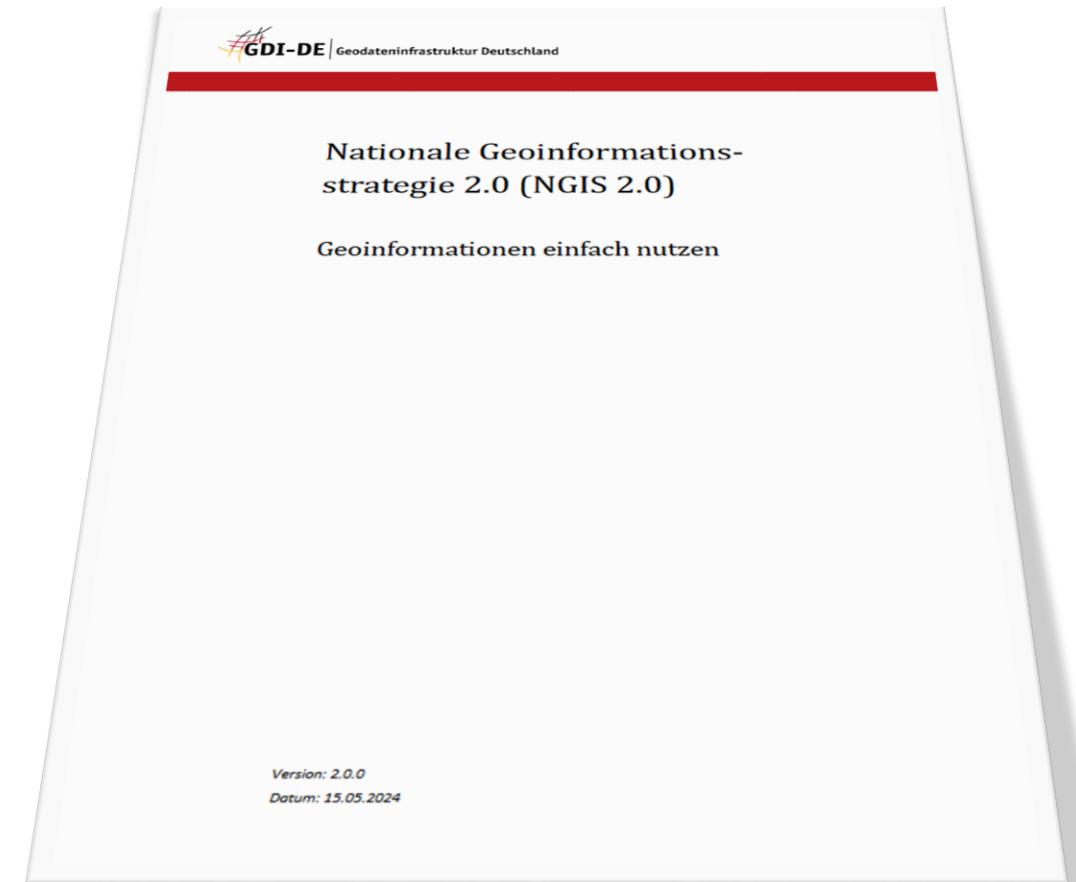 GDI-DE | Geodateninfrastruktur Deutschland
Nationale Geoinformations-
strategie 2.0 (NGIS 2.0)
Geoinformationen einfach nutzen
Version: 2.0.0
Datum: 15.05.2024